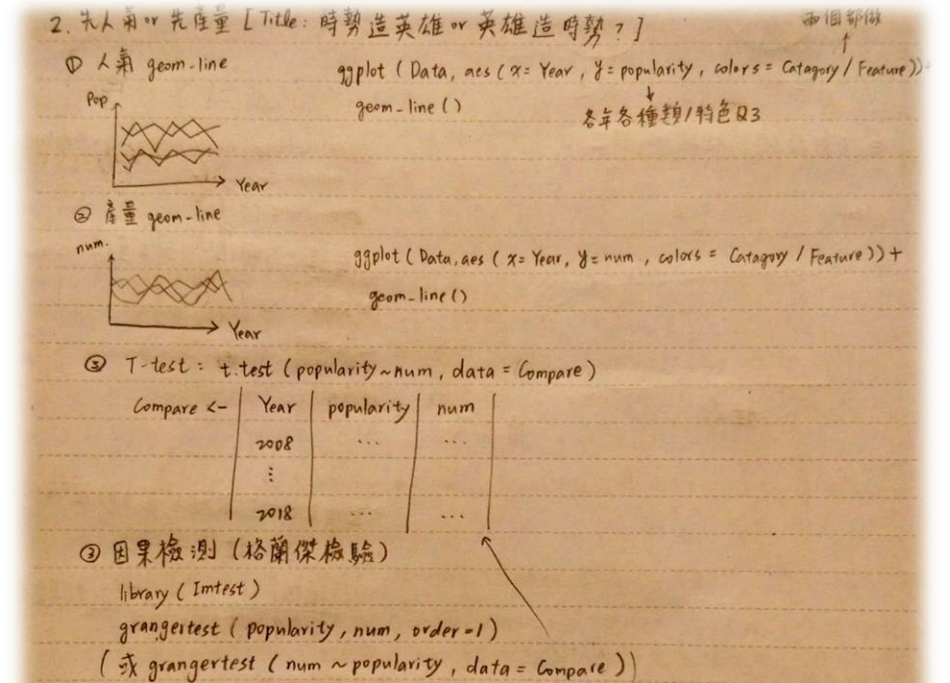 2. 先人氣 or 先產量 [Title: 時勢造英雄 or 英雄造時勢？]
兩個都做
① 人氣 geom-line
ggplot (Data, aes (x= Year, y= popularity, colors = Catagory / Feature)) +
geom-line ()
各年各種類/特色 Q3
Pop
Year
② 產量 geom-line
num.
ggplot (Data, aes (x= Year, y= num, colors = Catagory / Feature)) +
geom-line ()
Year
③ T-test: t.test (popularity~num, data = Compare)
Compare <- Year popularity num
2008 ... ...
⋮
2018 ... ...
③ 因果檢測 (格蘭傑檢驗)
library (lmtest)
grangertest (popularity, num, order=1)
(或 grangertest (num ~ popularity, data = Compare))